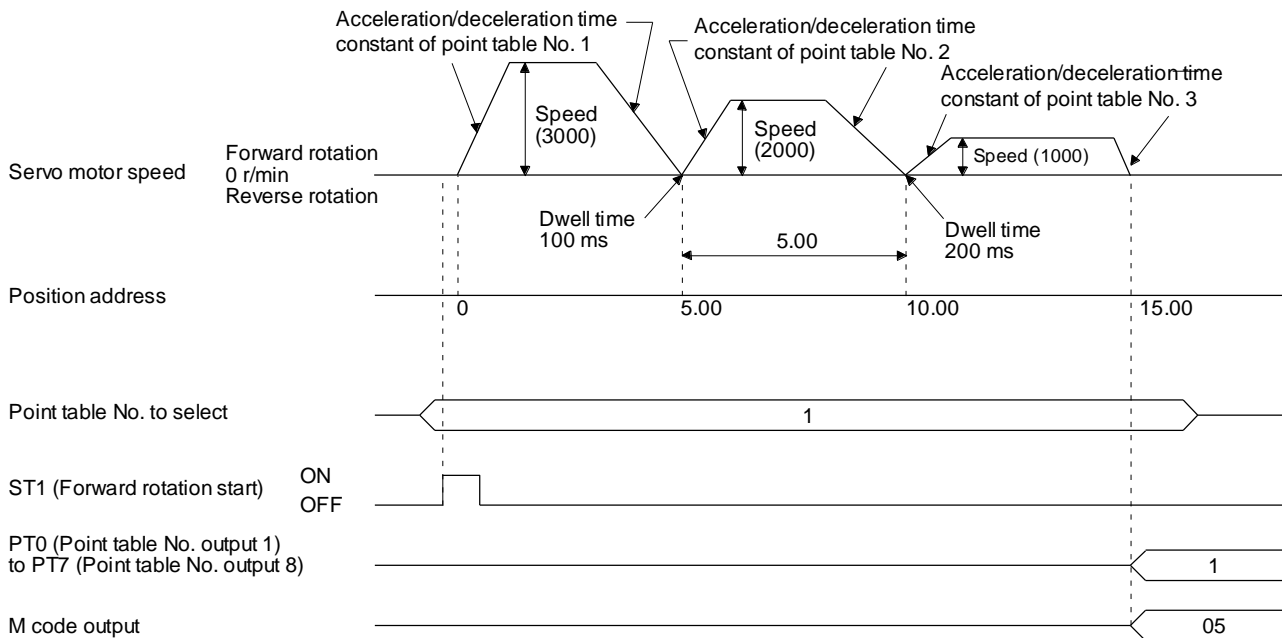 Acceleration/deceleration time
constant of point table No. 1
Acceleration/deceleration time
constant of point table No. 2
Acceleration/deceleration time
constant of point table No. 3
Speed
(3000)
Speed
(2000)
Speed (1000)
Servo motor speed
Forward rotation
0 r/min
Reverse rotation
Dwell time
100 ms
5.00
Dwell time
200 ms
Position address
0
5.00
10.00
15.00
Point table No. to select
1
ST1 (Forward rotation start)
ON
OFF
PT0 (Point table No. output 1)
to PT7 (Point table No. output 8)
1
M code output
05